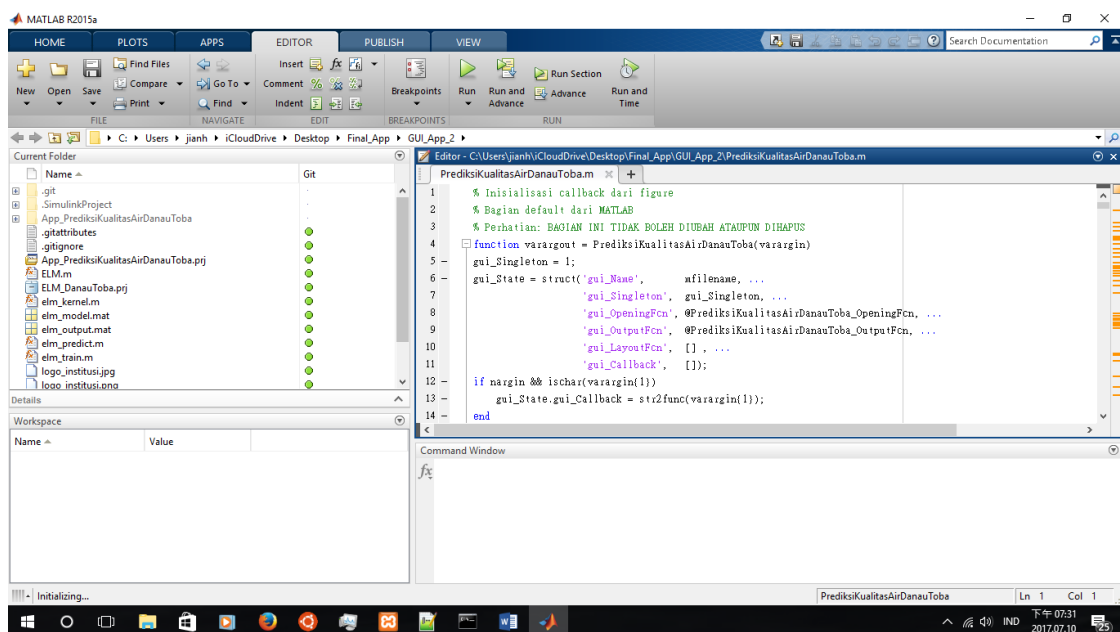 MATLAB R2015a
HOME PLOTS APPS EDITOR PUBLISH VIEW
Search Documentation
New Open Save
Find Files
Compare
Print
Go To
Find
Insert fx
Comment
Indent
Breakpoints
Run
Run and Advance
Run Section
Advance
Run and Time
FILE NAVIGATE EDIT BREAKPOINTS RUN
C: Users jianh iCloudDrive Desktop Final_App GUI_App_2
Current Folder
Name Git
.git
.SimulinkProject
App_PrediksiKualitasAirDanauToba
.gitattributes
.gitignore
App_PrediksiKualitasAirDanauToba.prj
ELM.m
ELM_DanauToba.prj
elm_kernel.m
elm_model.mat
elm_output.mat
elm_predict.m
elm_train.m
logo_institusi.jpg
logo_institusi.png
Details
Workspace
Name Value
Editor - C:\Users\jianh\iCloudDrive\Desktop\Final_App\GUI_App_2\PrediksiKualitasAirDanauToba.m
PrediksiKualitasAirDanauToba.m
1 % Inisialisasi callback dari figure
2 % Bagian default dari MATLAB
3 % Perhatian: BAGIAN INI TIDAK BOLEH DIUBAH ATAUPUN DIHAPUS
4 function varargout = PrediksiKualitasAirDanauToba(varargin)
5 – gui_Singleton = 1;
6 – gui_State = struct('gui_Name', mfilename, ...
7 'gui_Singleton', gui_Singleton, ...
8 'gui_OpeningFcn', @PrediksiKualitasAirDanauToba_OpeningFcn, ...
9 'gui_OutputFcn', @PrediksiKualitasAirDanauToba_OutputFcn, ...
10 'gui_LayoutFcn', [] , ...
11 'gui_Callback', []);
12 – if nargin && ischar(varargin{1})
13 – gui_State.gui_Callback = str2func(varargin{1});
14 – end
Command Window
fx
Initializing...
PrediksiKualitasAirDanauToba Ln 1 Col 1
IND
下午 07:31
2017.07.10
25